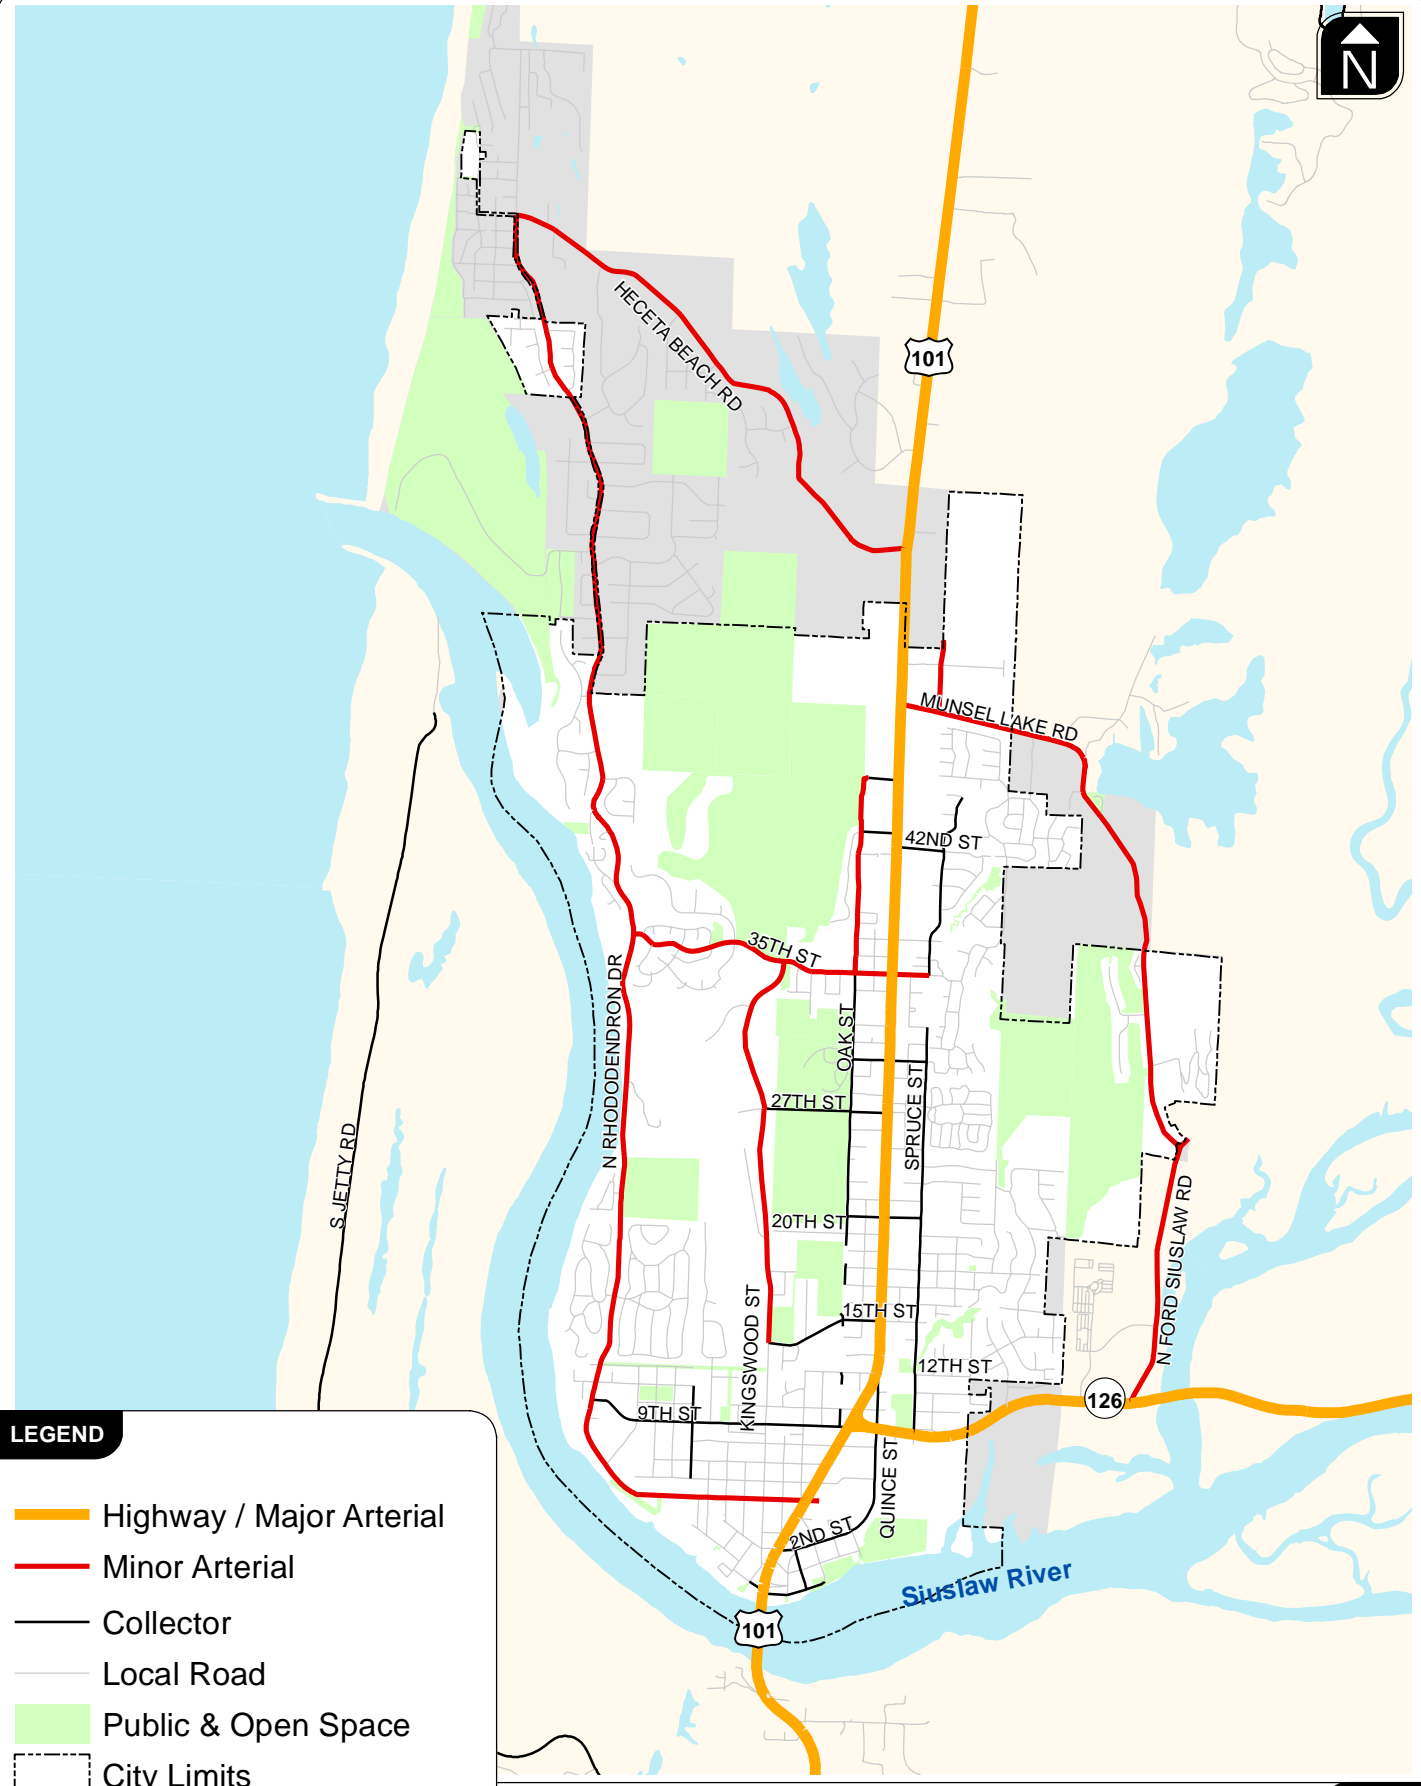 N
HECETA BEACH RD
101
MUNSEL LAKE RD
42ND ST
35TH ST
N RHODODENDRON DR
OAK ST
SPRUCE ST
27TH ST
S JETTY RD
20TH ST
N FORD SIUSLAW RD
KINGSWOOD ST
15TH ST
12TH ST
126
9TH ST
QUINCE ST
2ND ST
Siuslaw River
101
LEGEND
Highway / Major Arterial
Minor Arterial
Collector
Local Road
Public & Open Space
City Limits